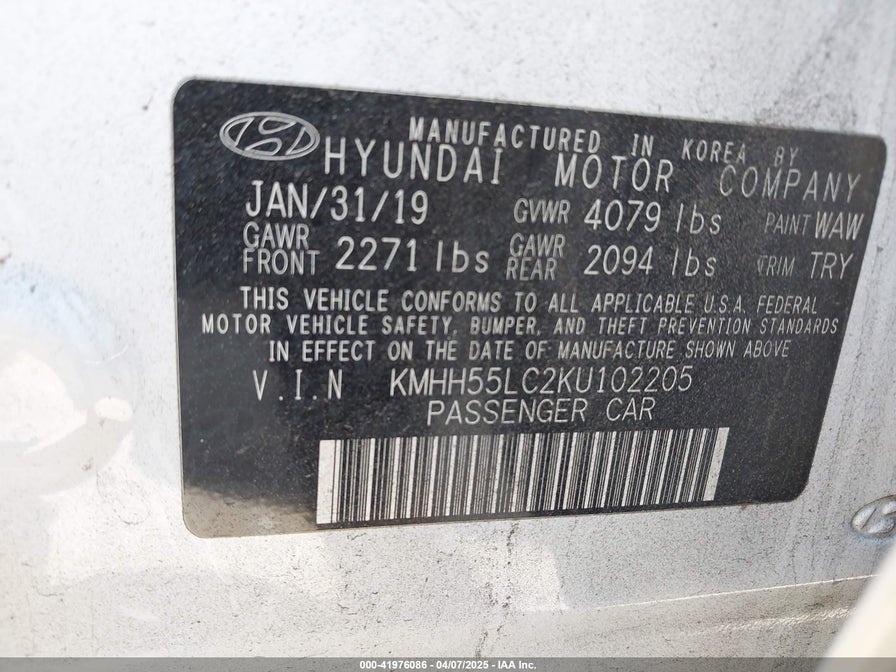 MANUFACTURED IN KOREA BY
HYUNDAI MOTOR COMPANY
JAN/31/19 GVWR 4079 lbs PAINT WAW
GAWR FRONT 2271 lbs GAWR REAR 2094 lbs TRIM TRY
THIS VEHICLE CONFORMS TO ALL APPLICABLE U.S.A. FEDERAL
MOTOR VEHICLE SAFETY, BUMPER, AND THEFT PREVENTION STANDARDS
IN EFFECT ON THE DATE OF MANUFACTURE SHOWN ABOVE
V.I.N KMHH55LC2KU102205
PASSENGER CAR
000-41976086 | 04/07/2025 - IAA Inc.